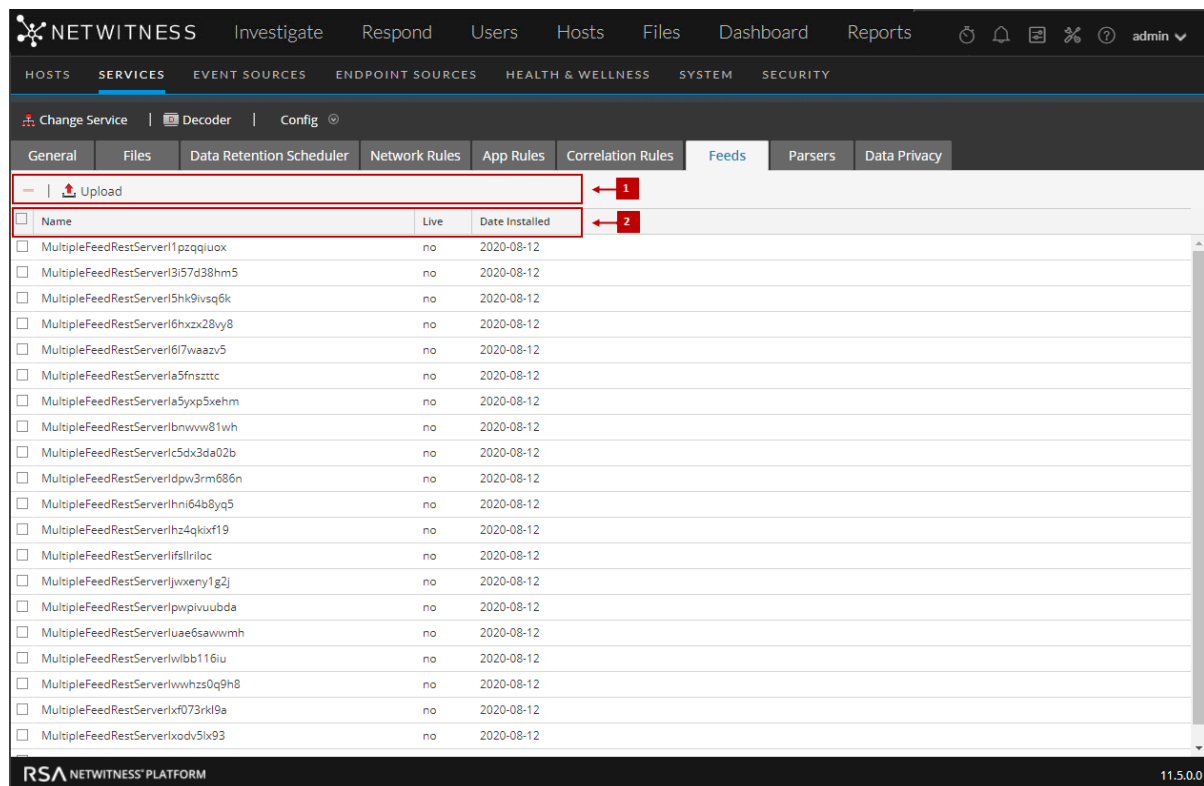 NETWITNESS Investigate Respond Users Hosts Files Dashboard Reports admin
HOSTS SERVICES EVENT SOURCES ENDPOINT SOURCES HEALTH & WELLNESS SYSTEM SECURITY
Change Service | Decoder | Config
General Files Data Retention Scheduler Network Rules App Rules Correlation Rules Feeds Parsers Data Privacy
Upload 1
Name Live Date Installed 2
MultipleFeedRestServerl1pzqqiuox no 2020-08-12
MultipleFeedRestServerl3i57d38hm5 no 2020-08-12
MultipleFeedRestServerl5hk9ivsq6k no 2020-08-12
MultipleFeedRestServerl6hxzx28vy8 no 2020-08-12
MultipleFeedRestServerl6l7waazv5 no 2020-08-12
MultipleFeedRestServerla5fnszttc no 2020-08-12
MultipleFeedRestServerla5yxp5xehm no 2020-08-12
MultipleFeedRestServerlbnwvw81wh no 2020-08-12
MultipleFeedRestServerlc5dx3da02b no 2020-08-12
MultipleFeedRestServerldpw3rm686n no 2020-08-12
MultipleFeedRestServerlhni64b8yq5 no 2020-08-12
MultipleFeedRestServerlhz4qkixf19 no 2020-08-12
MultipleFeedRestServerlifsllriloc no 2020-08-12
MultipleFeedRestServerljwxeny1g2j no 2020-08-12
MultipleFeedRestServerlpwpivuubda no 2020-08-12
MultipleFeedRestServerluae6sawwmh no 2020-08-12
MultipleFeedRestServerlwlbb116iu no 2020-08-12
MultipleFeedRestServerlwwhzs0q9h8 no 2020-08-12
MultipleFeedRestServerlxf073rkl9a no 2020-08-12
MultipleFeedRestServerlxodv5lx93 no 2020-08-12
RSA NETWITNESS® PLATFORM 11.5.0.0